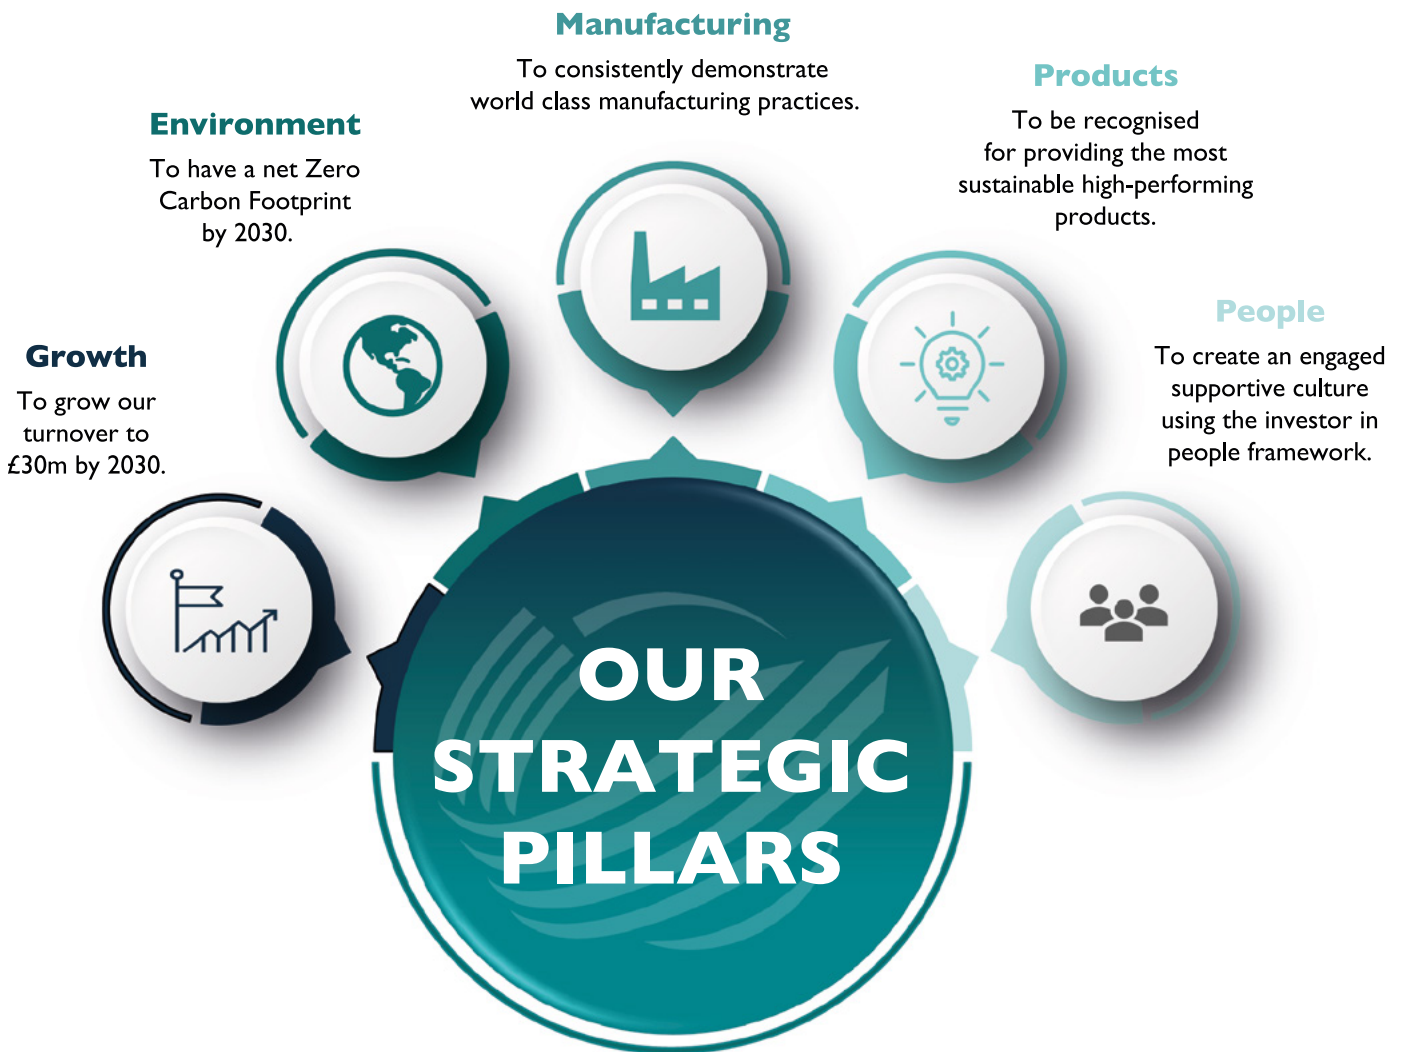 Manufacturing
To consistently demonstrate
world class manufacturing practices.
Products
To be recognised
for providing the most
sustainable high-performing
products.
Environment
To have a net Zero
Carbon Footprint
by 2030.
People
To create an engaged
supportive culture
using the investor in
people framework.
Growth
To grow our
turnover to
£30m by 2030.
OUR
STRATEGIC
PILLARS